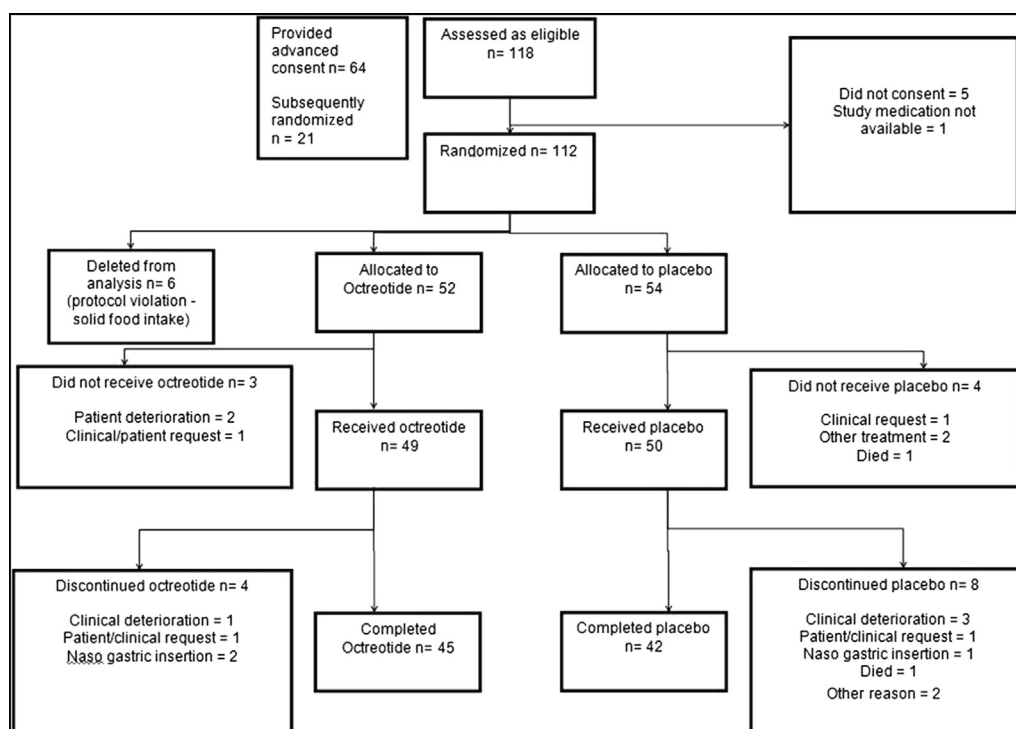 Provided
advanced
consent n= 64
Subsequently
randomized
n = 21
Assessed as eligible
n= 118
Did not consent = 5
Study medication not
available = 1
Randomized n= 112
Deleted from
analysis n= 6
(protocol violation -
solid food intake)
Allocated to
Octreotide n= 52
Allocated to placebo
n= 54
Did not receive octreotide n= 3
Patient deterioration = 2
Clinical/patient request = 1
Received octreotide
n= 49
Received placebo
n= 50
Did not receive placebo n= 4
Clinical request = 1
Other treatment = 2
Died = 1
Discontinued octreotide n= 4
Clinical deterioration = 1
Patient/clinical request = 1
Naso gastric insertion = 2
Completed
Octreotide n= 45
Completed placebo
n= 42
Discontinued placebo n= 8
Clinical deterioration = 3
Patient/clinical request = 1
Naso gastric insertion = 1
Died = 1
Other reason = 2